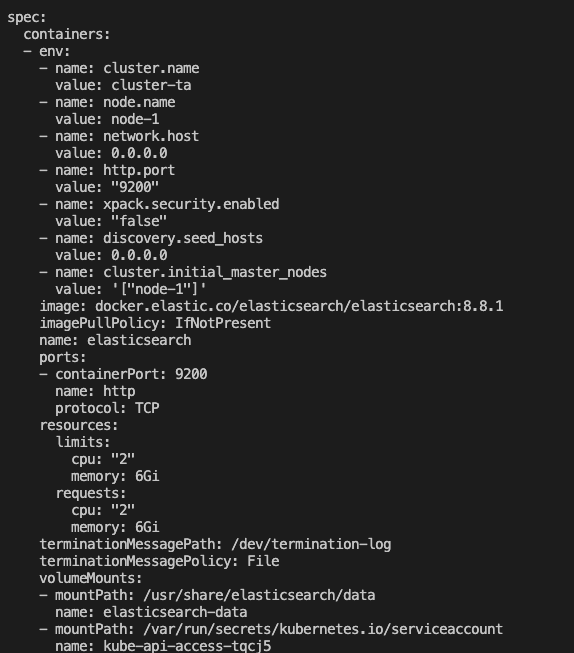 spec:
  containers:
  - env:
    - name: cluster.name
      value: cluster-ta
    - name: node.name
      value: node-1
    - name: network.host
      value: 0.0.0.0
    - name: http.port
      value: "9200"
    - name: xpack.security.enabled
      value: "false"
    - name: discovery.seed_hosts
      value: 0.0.0.0
    - name: cluster.initial_master_nodes
      value: '["node-1"]'
    image: docker.elastic.co/elasticsearch/elasticsearch:8.8.1
    imagePullPolicy: IfNotPresent
    name: elasticsearch
    ports:
    - containerPort: 9200
      name: http
      protocol: TCP
    resources:
      limits:
        cpu: "2"
        memory: 6Gi
      requests:
        cpu: "2"
        memory: 6Gi
    terminationMessagePath: /dev/termination-log
    terminationMessagePolicy: File
    volumeMounts:
    - mountPath: /usr/share/elasticsearch/data
      name: elasticsearch-data
    - mountPath: /var/run/secrets/kubernetes.io/serviceaccount
      name: kube-api-access-tqcj5